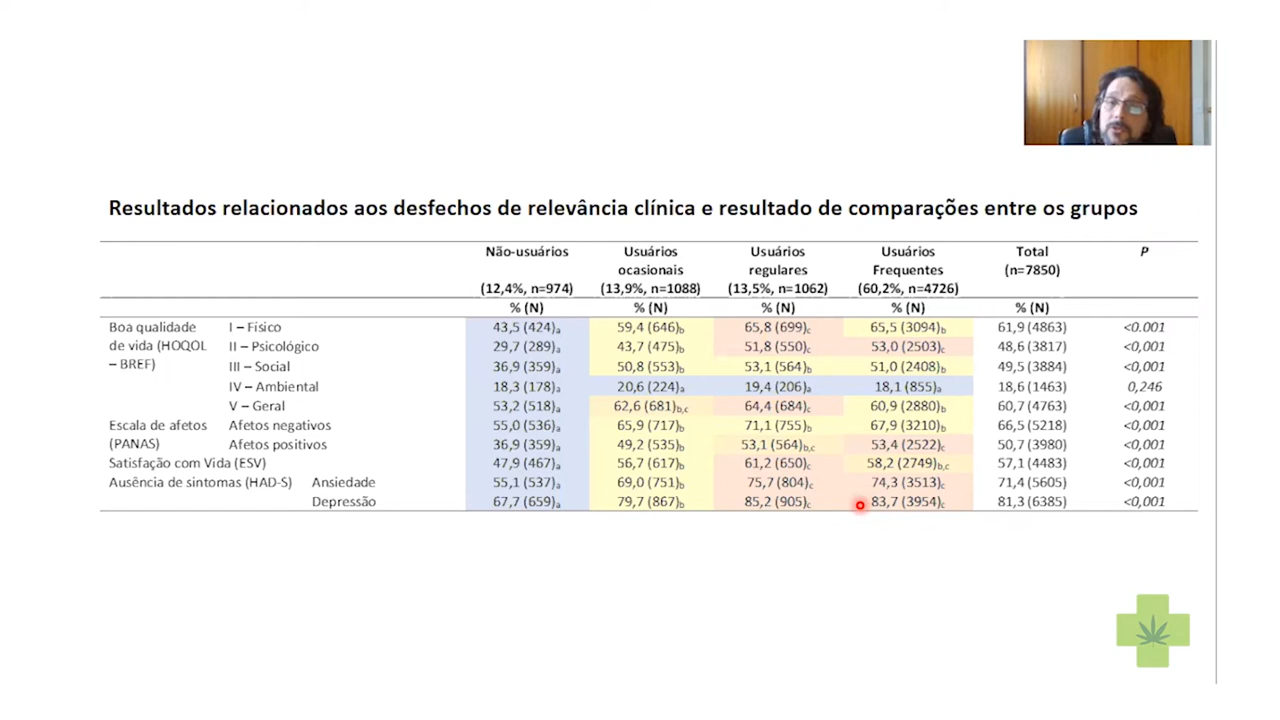 Resultados relacionados aos desfechos de relevância clínica e resultado de comparações entre os grupos
Não-usuários Usuários Usuários Usuários Total P
ocasionais regulares Frequentes (n=7850)
(12,4%, n=974) (13,9%, n=1088) (13,5%, n=1062) (60,2%, n=4726)
% (N) % (N) % (N) % (N) % (N)
Boa qualidade I – Físico 43,5 (424)a 59,4 (646)b 65,8 (699)c 65,5 (3094)b 61,9 (4863) <0.001
de vida (HOQOL II – Psicológico 29,7 (289)a 43,7 (475)b 51,8 (550)c 53,0 (2503)c 48,6 (3817) <0,001
– BREF) III – Social 36,9 (359)a 50,8 (553)b 53,1 (564)b 51,0 (2408)b 49,5 (3884) <0,001
IV – Ambiental 18,3 (178)a 20,6 (224)a 19,4 (206)a 18,1 (855)a 18,6 (1463) 0,246
V – Geral 53,2 (518)a 62,6 (681)b,c 64,4 (684)c 60,9 (2880)b 60,7 (4763) <0,001
Escala de afetos Afetos negativos 55,0 (536)a 65,9 (717)b 71,1 (755)b 67,9 (3210)b 66,5 (5218) <0,001
(PANAS) Afetos positivos 36,9 (359)a 49,2 (535)b 53,1 (564)b,c 53,4 (2522)c 50,7 (3980) <0,001
Satisfação com Vida (ESV) 47,9 (467)a 56,7 (617)b 61,2 (650)c 58,2 (2749)b,c 57,1 (4483) <0,001
Ausência de sintomas (HAD-S) Ansiedade 55,1 (537)a 69,0 (751)b 75,7 (804)c 74,3 (3513)c 71,4 (5605) <0,001
Depressão 67,7 (659)a 79,7 (867)b 85,2 (905)c 83,7 (3954)c 81,3 (6385) <0,001